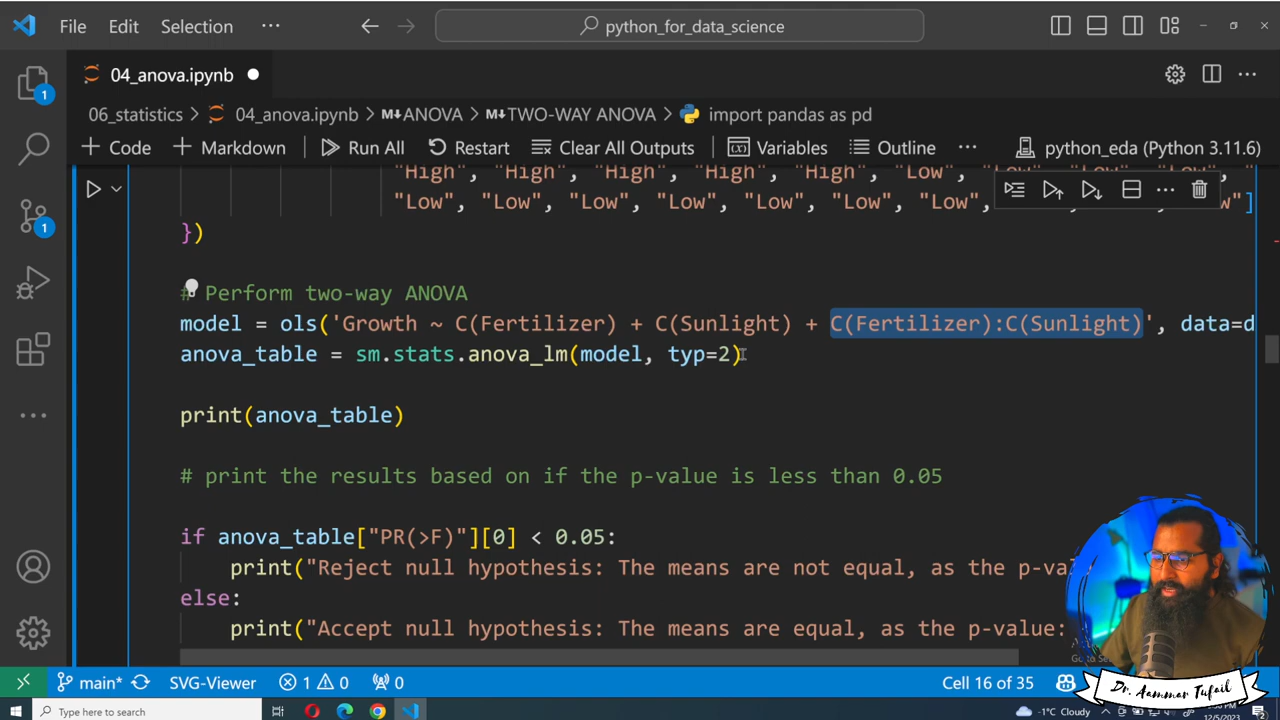 File Edit Selection ··· python_for_data_science
04_anova.ipynb
06_statistics > 04_anova.ipynb > M↓ANOVA > M↓TWO-WAY ANOVA > import pandas as pd
+ Code + Markdown Run All Restart Clear All Outputs Variables Outline ··· python_eda (Python 3.11.6)
"High", "High", "High", "High", "High", "Low",
"Low", "Low", "Low", "Low", "Low", "Low", "Low",
})
# Perform two-way ANOVA
model = ols('Growth ~ C(Fertilizer) + C(Sunlight) + C(Fertilizer):C(Sunlight)', data=d
anova_table = sm.stats.anova_lm(model, typ=2)
print(anova_table)
# print the results based on if the p-value is less than 0.05
if anova_table["PR(>F)"][0] < 0.05:
print("Reject null hypothesis: The means are not equal, as the p-val
else:
print("Accept null hypothesis: The means are equal, as the p-value:
Dr. Aammar Tufail
main* SVG-Viewer 1 0 0 Cell 16 of 35
Type here to search -1°C Cloudy 12/5/2023